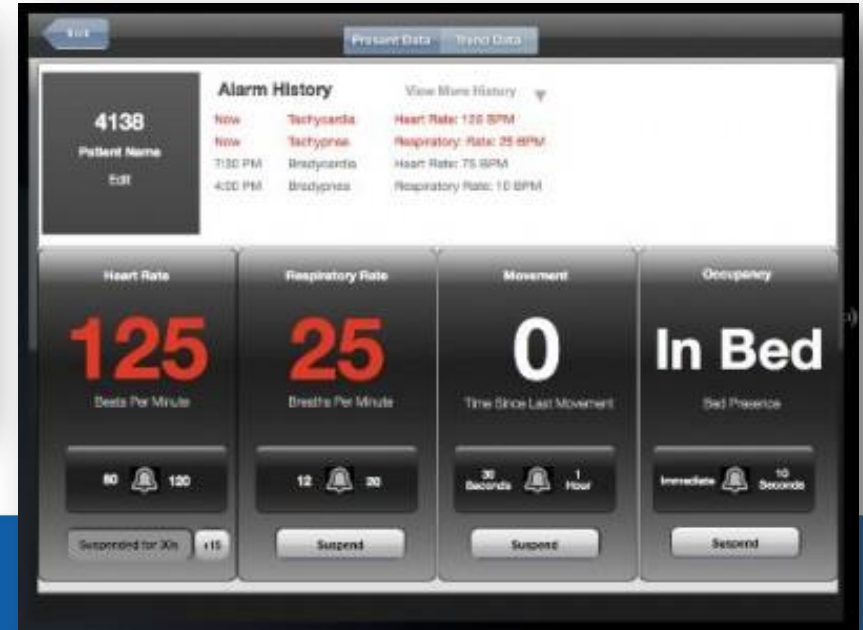 Present Data Trend Data
4138
Patient Name
Edit
Alarm History View More History
Now Tachycardia Heart Rate: BPM
Now Tachypnea Respiratory Rate: 25 BPM
7:30 PM Bradycardia Heart Rate: 75 BPM
4:00 PM Bradypnea Respiratory Rate: 10 BPM
Heart Rate
125
Beats Per Minute
120
Suspended for 30s +15
Respiratory Rate
25
Breaths Per Minute
12 20
Suspend
Movement
0
Time Since Last Movement
30 Seconds
1 Hour
Suspend
Occupancy
In Bed
Bed Presence
Immediate
10 Seconds
Suspend